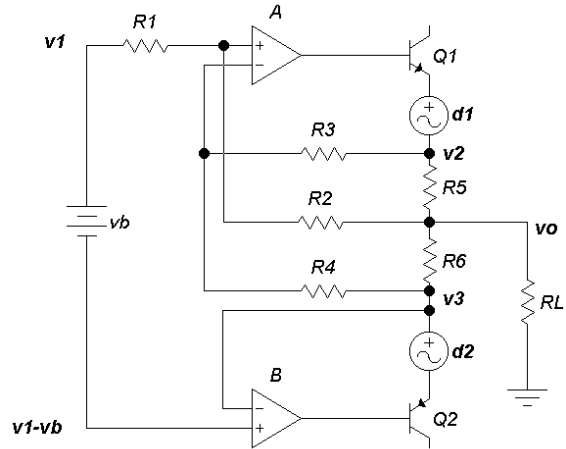 A
v1
R1
+
−
Q1
+
d1
R3
v2
R5
R2
vo
vb
R4
R6
v3
RL
+
d2
B
−
+
Q2
v1-vb